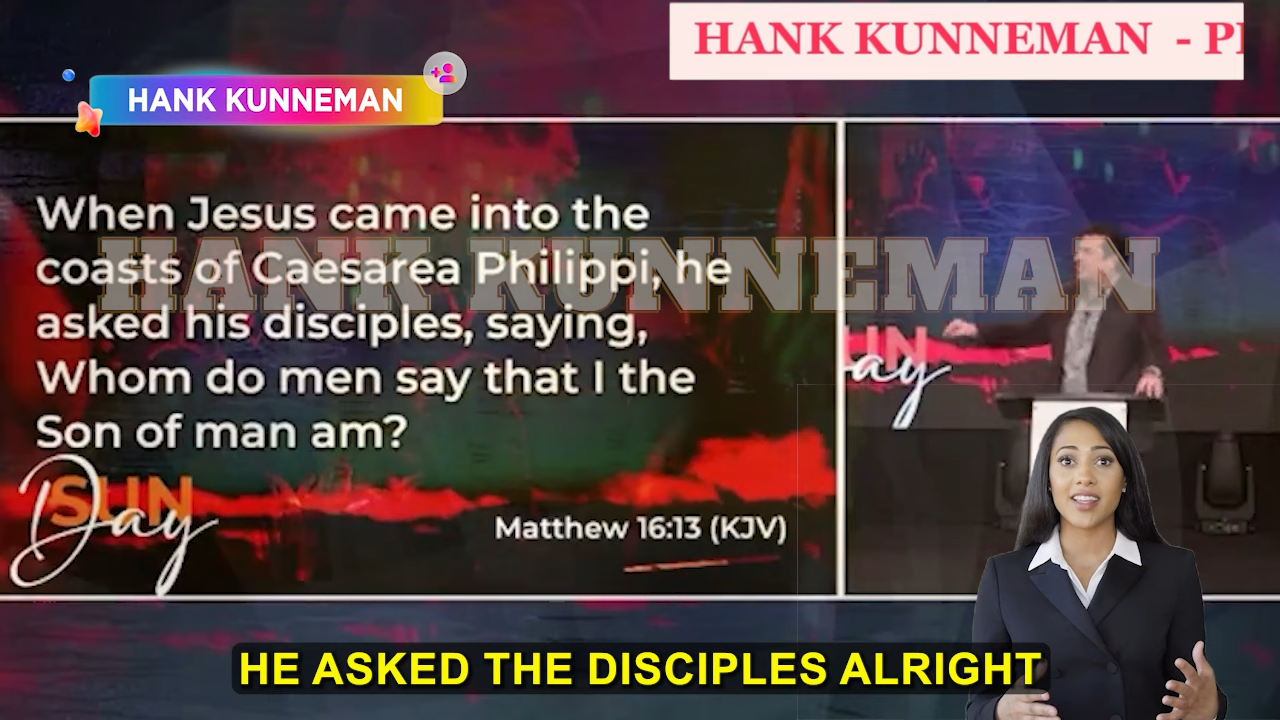 HANK KUNNEMAN - P
HANK KUNNEMAN
When Jesus came into the
coasts of Caesarea Philippi, he
HANK KUNNEMAN
asked his disciples, saying,
Whom do men say that I the
Son of man am?
SUN
Day
Matthew 16:13 (KJV)
UN
ay
HE ASKED THE DISCIPLES ALRIGHT